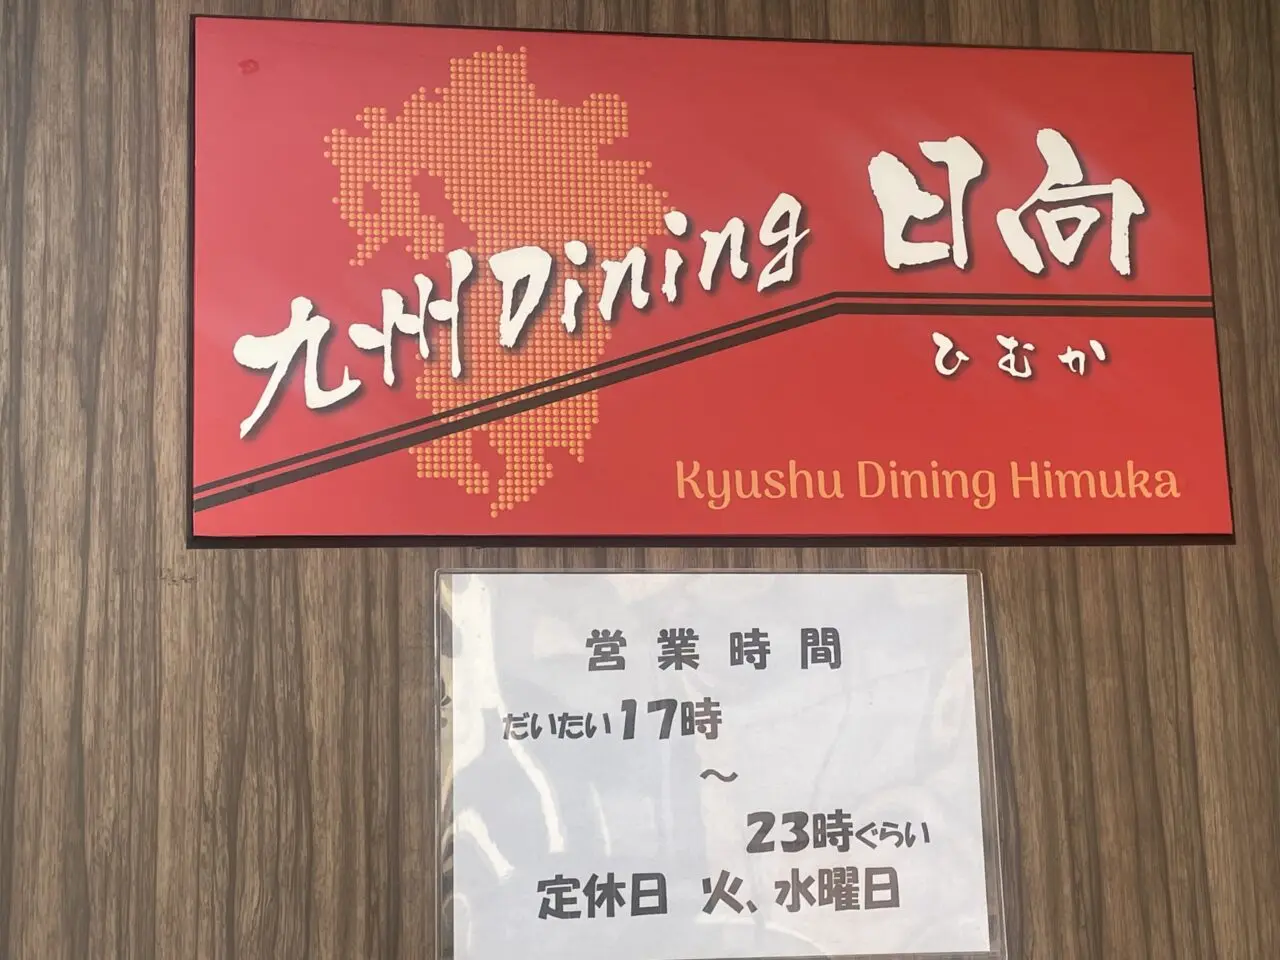 九州Dining 日向
ひむか
Kyushu Dining Himuka
営業時間
だいたい17時
～
23時ぐらい
定休日 火、水曜日